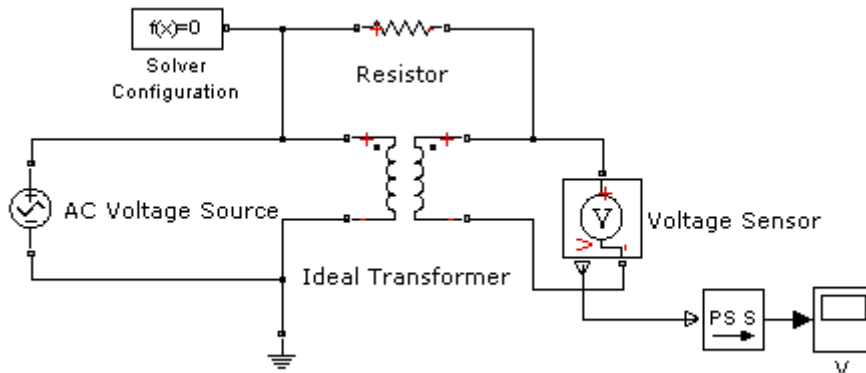 f(x)=0
Solver
Configuration
Resistor
AC Voltage Source
Ideal Transformer
V
V
Voltage Sensor
PS S
V